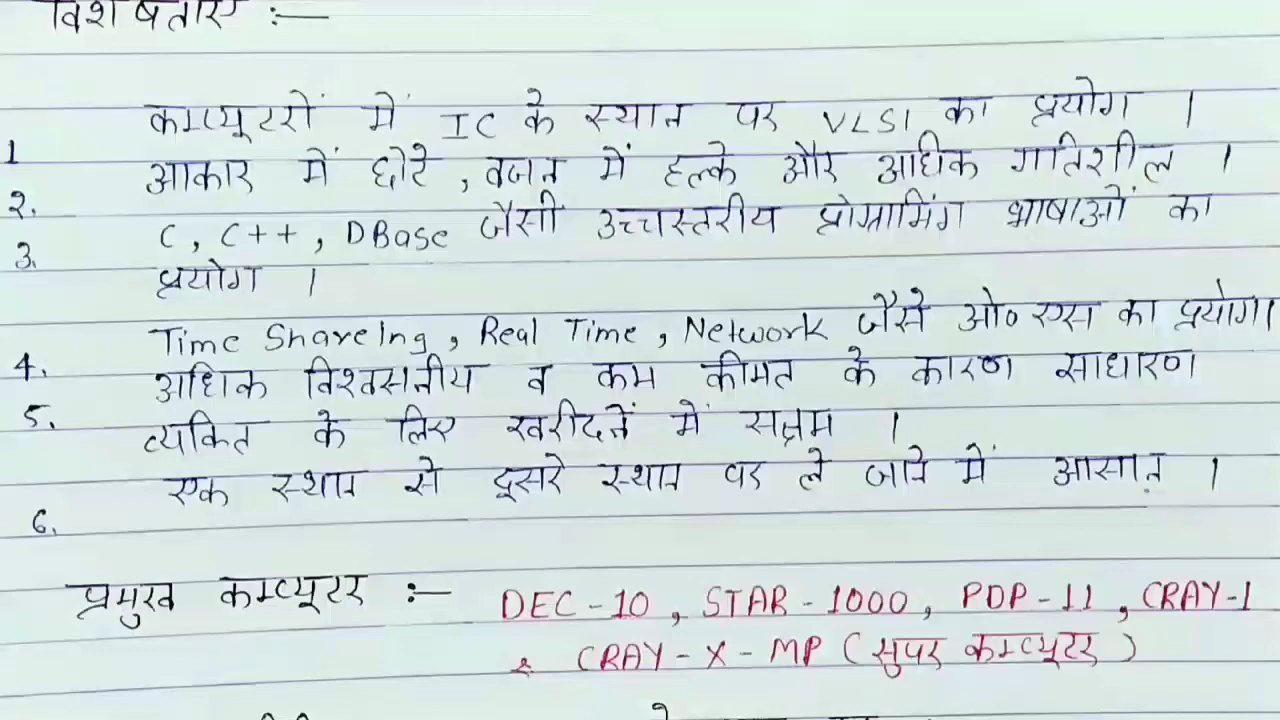 विशेषताएँ :—
1 कम्प्यूटरों में IC के स्थान पर VLSI का प्रयोग ।
2. आकार में छोटे , वजन में हल्के और अधिक गतिशील ।
3. C, C++, DBase जैसी उच्चस्तरीय प्रोग्रामिंग भाषाओं का
प्रयोग ।
4. Time ShareIng , Real Time , Network जैसे ओ० एस का प्रयोग।
5. अधिक विश्वसनीय व कम कीमत के कारण साधारण
व्यकित के लिए खरीदनें में सक्षम ।
6. एक स्थान से दूसरे स्थान पर ले जाने में आसान ।
प्रमुख कम्प्यूटर :— DEC-10 , STAR-1000, PDP-11 , CRAY-1
& CRAY-X-MP (सुपर कम्प्यूटर)